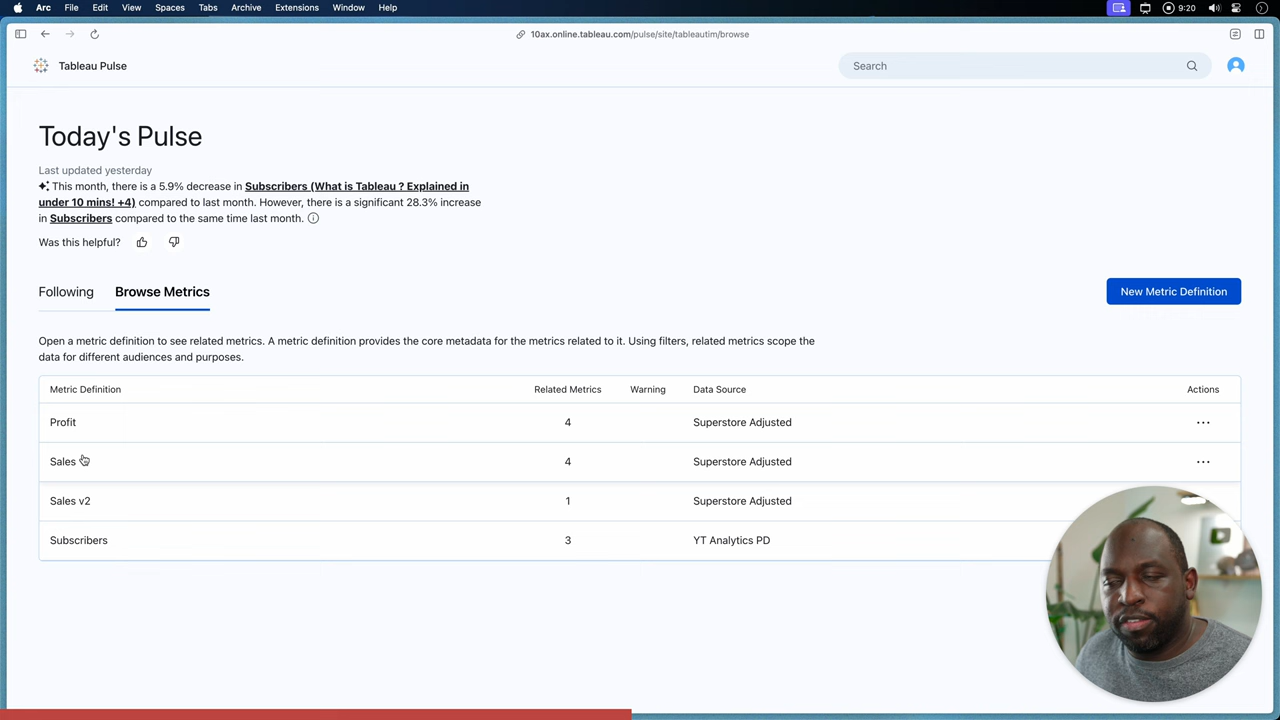 Arc File Edit View Spaces Tabs Archive Extensions Window Help 9:20
10ax.online.tableau.com/pulse/site/tableautim/browse
Tableau Pulse Search
Today's Pulse
Last updated yesterday
This month, there is a 5.9% decrease in Subscribers (What is Tableau ? Explained in
under 10 mins! +4) compared to last month. However, there is a significant 28.3% increase
in Subscribers compared to the same time last month.
Was this helpful?
Following Browse Metrics New Metric Definition
Open a metric definition to see related metrics. A metric definition provides the core metadata for the metrics related to it. Using filters, related metrics scope the
data for different audiences and purposes.
Metric Definition Related Metrics Warning Data Source Actions
Profit 4 Superstore Adjusted
Sales 4 Superstore Adjusted
Sales v2 1 Superstore Adjusted
Subscribers 3 YT Analytics PD